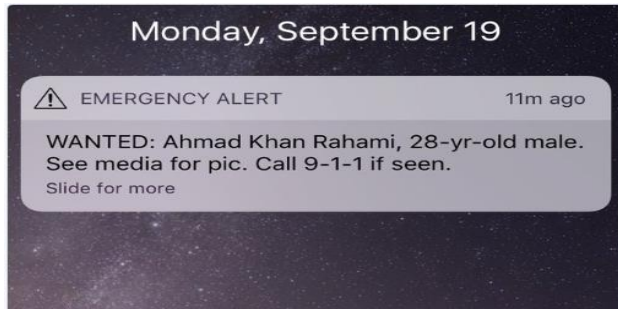 Monday, September 19
EMERGENCY ALERT 11m ago
WANTED: Ahmad Khan Rahami, 28-yr-old male.
See media for pic. Call 9-1-1 if seen.
Slide for more